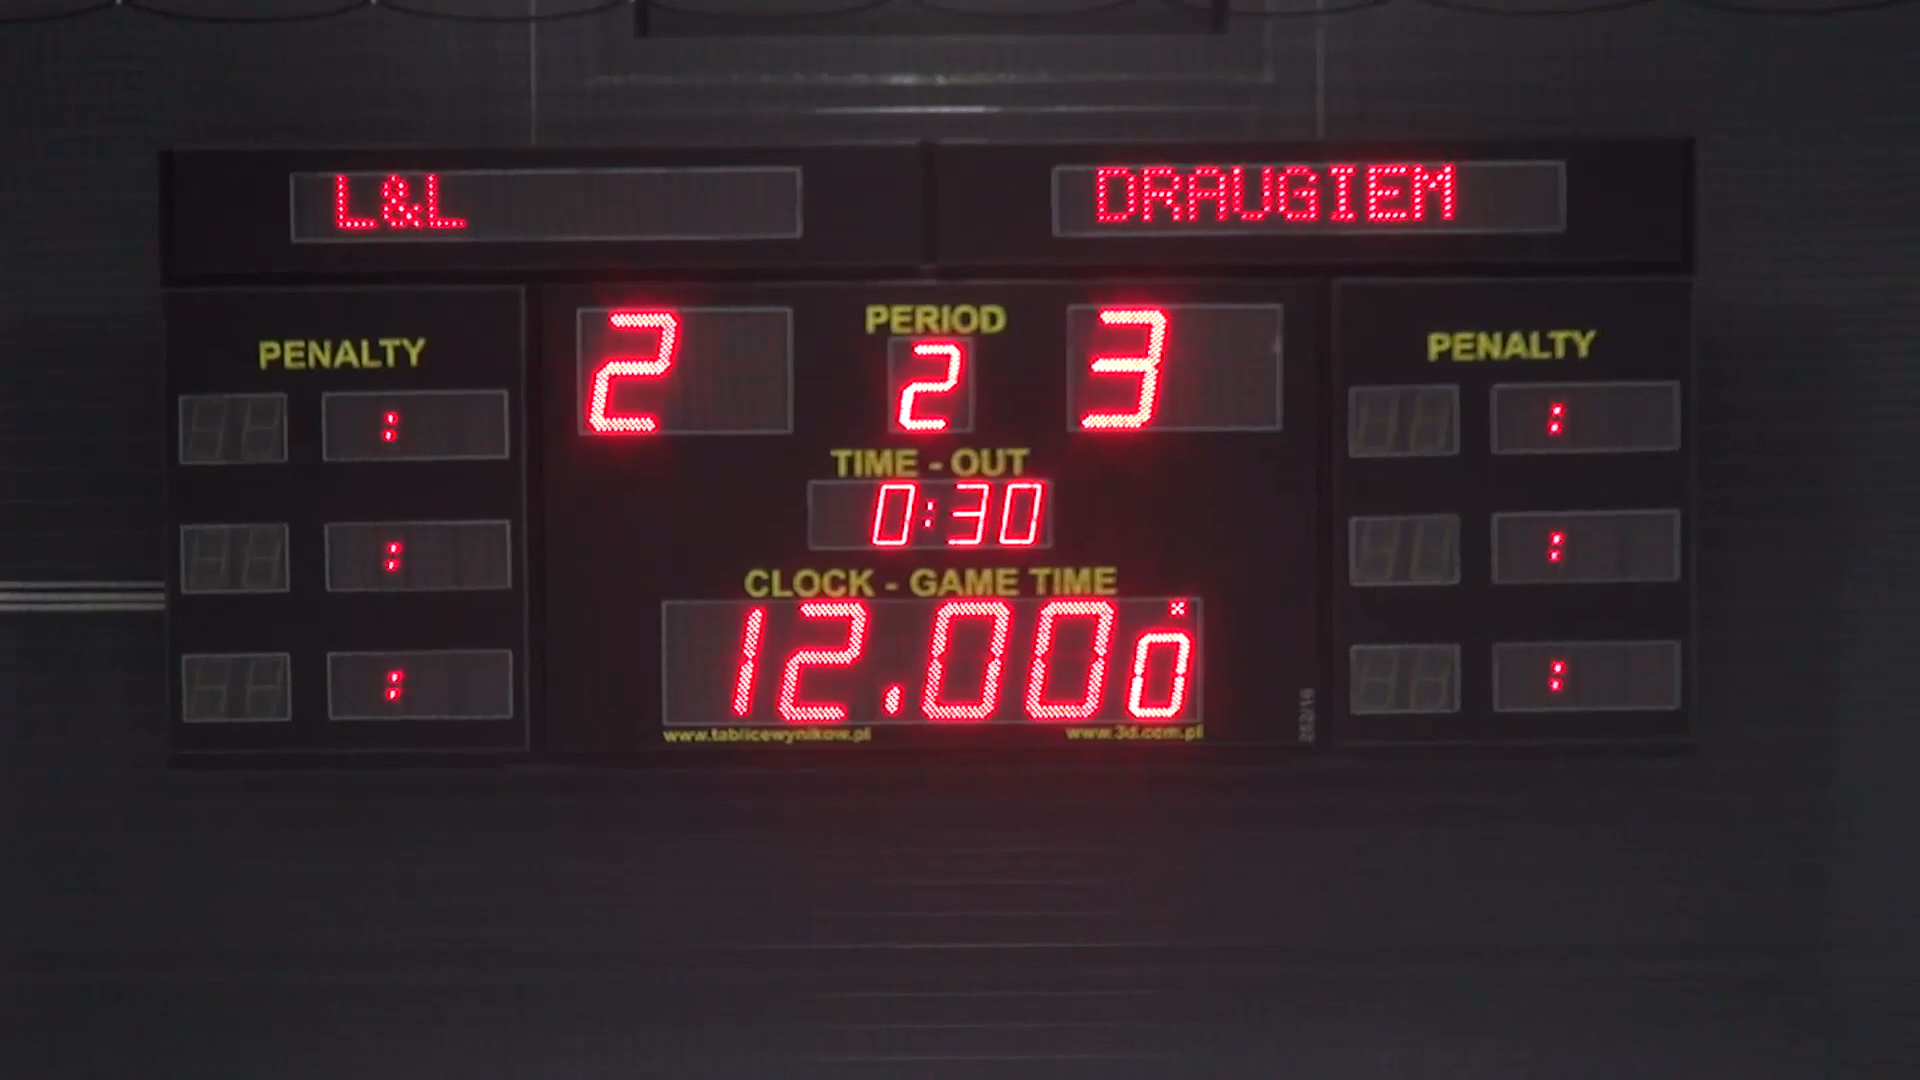 L&L DRAUGIEM
PERIOD
PENALTY 2 2 3 PENALTY
: :
TIME - OUT
0:30
: :
CLOCK - GAME TIME
12.000
: :
www.tablicewynikow.pl www.3d.com.pl